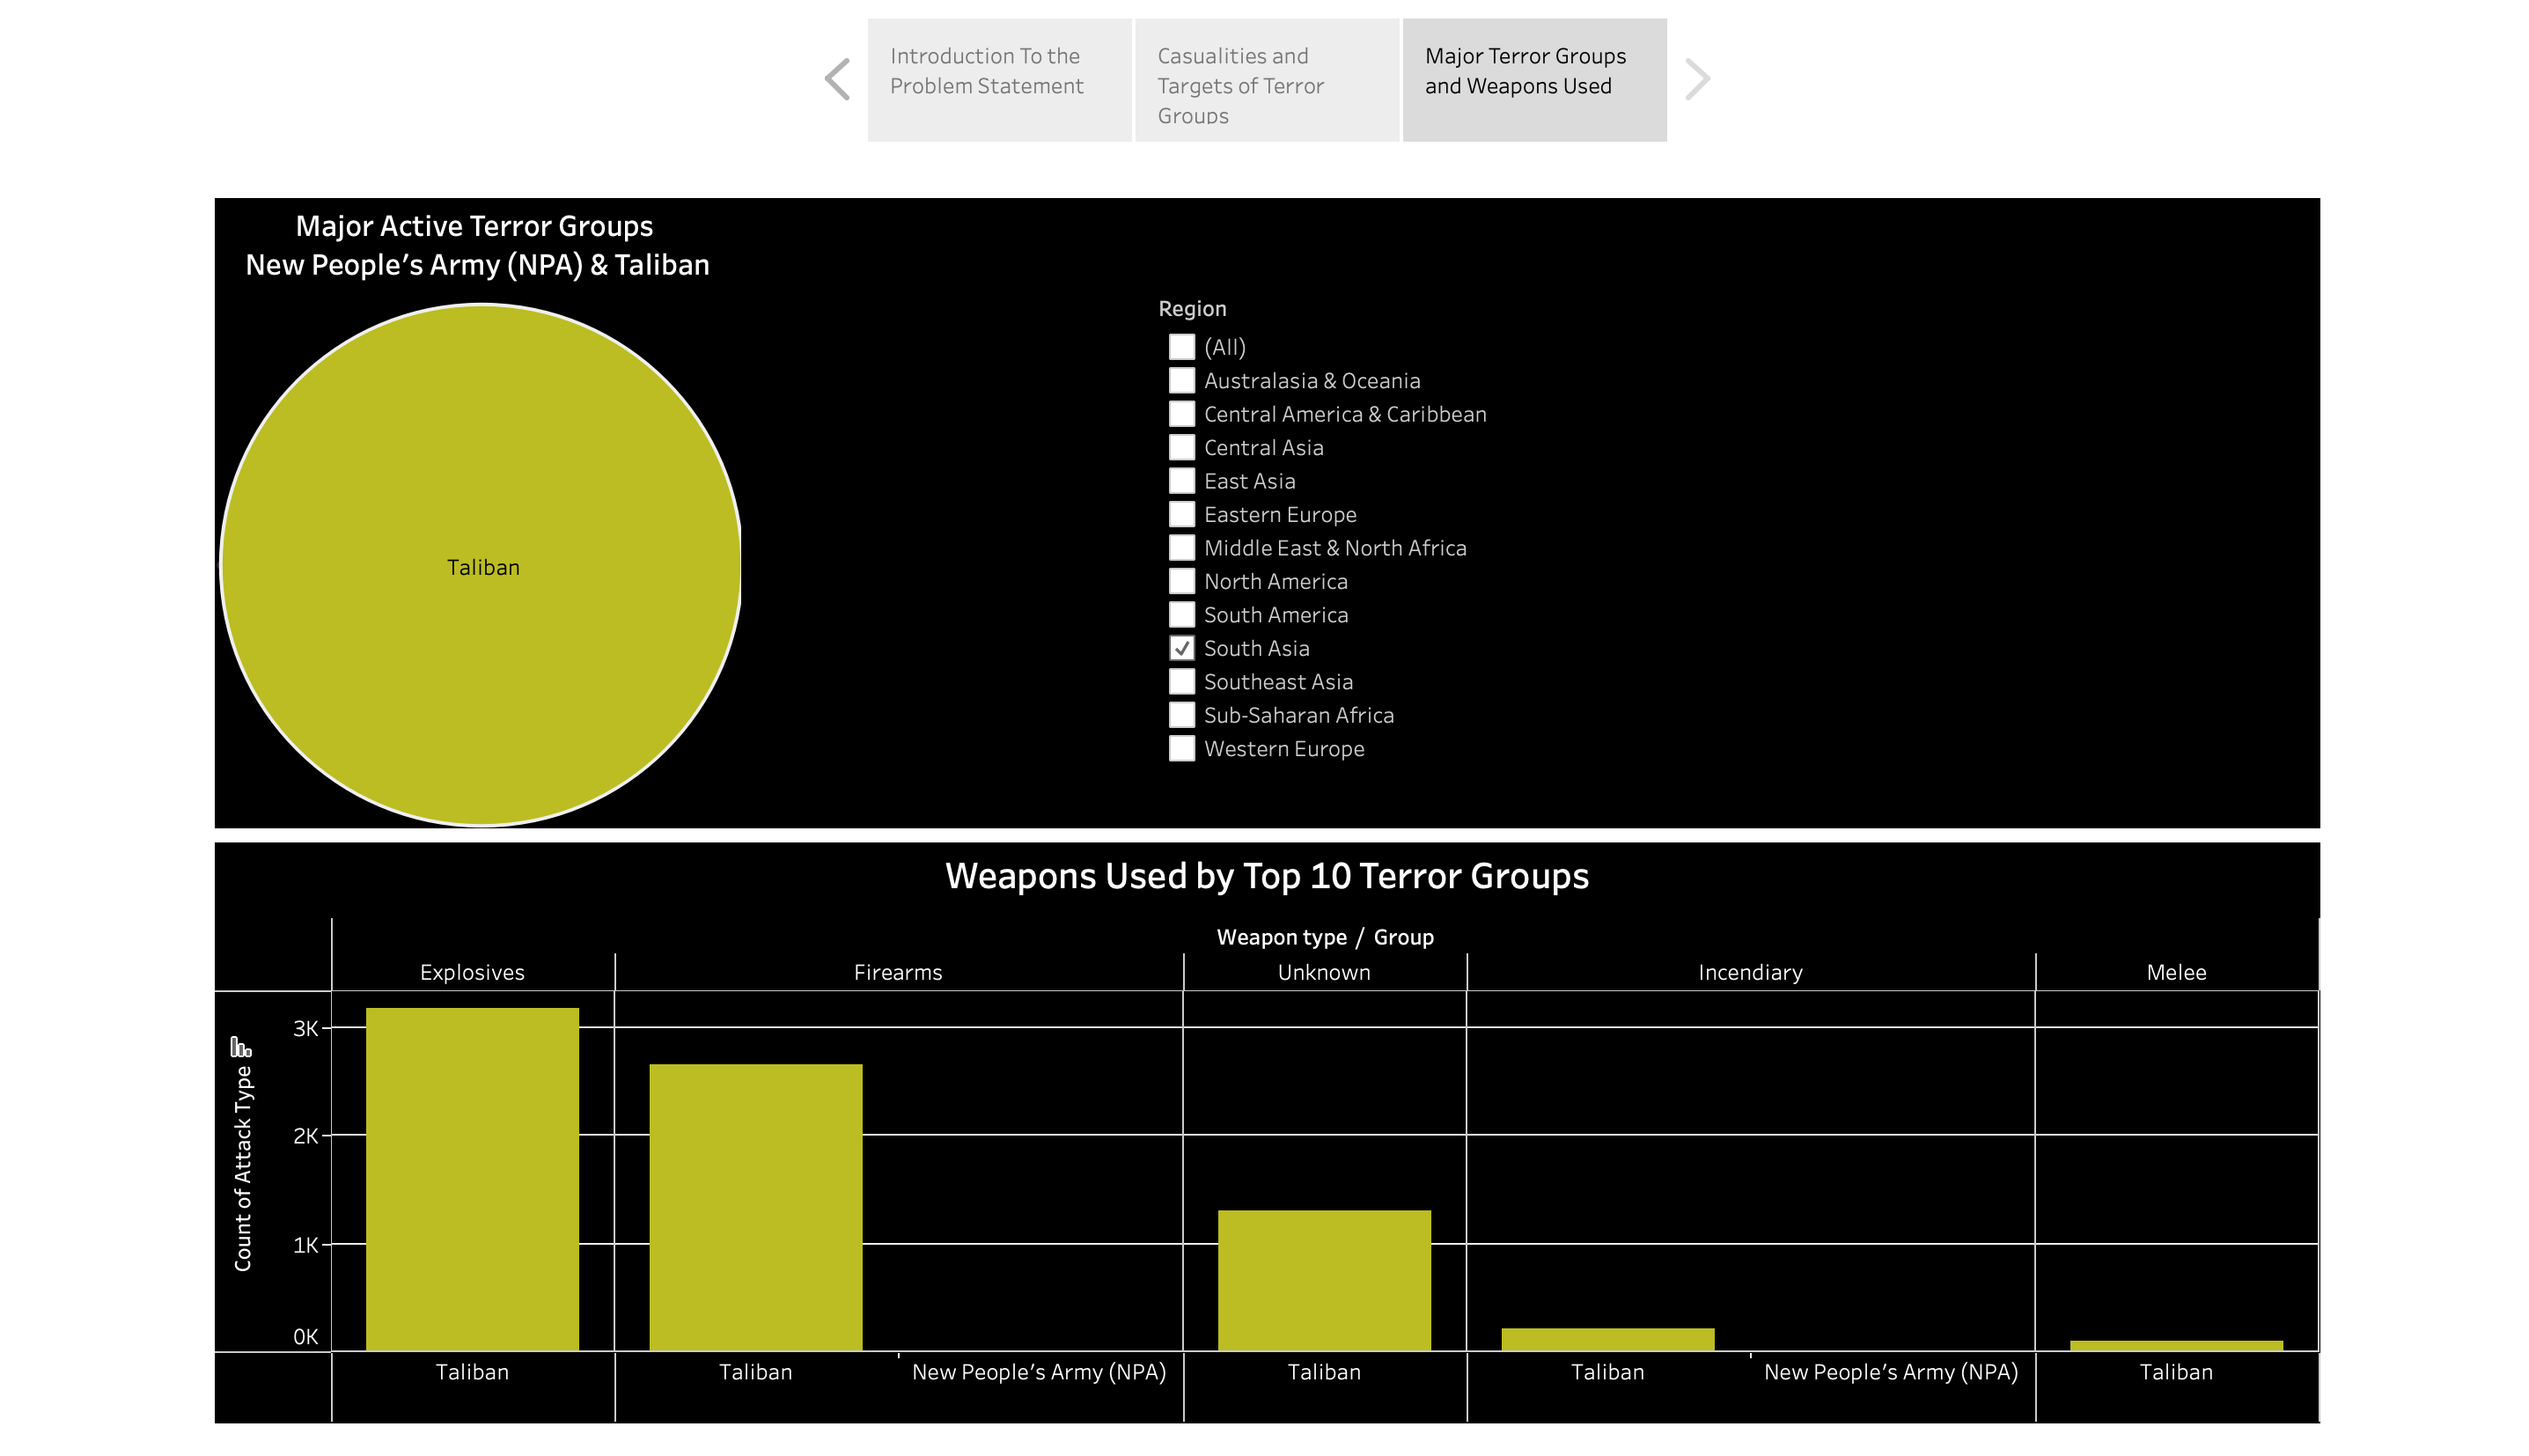 Introduction To the
Problem Statement
Casualities and
Targets of Terror
Groups
Major Terror Groups
and Weapons Used
Major Active Terror Groups
New People's Army (NPA) & Taliban
Taliban
Region
(All)
Australasia & Oceania
Central America & Caribbean
Central Asia
East Asia
Eastern Europe
Middle East & North Africa
North America
South America
South Asia
Southeast Asia
Sub-Saharan Africa
Western Europe
Weapons Used by Top 10 Terror Groups
Weapon type / Group
Explosives Firearms Unknown Incendiary Melee
Count of Attack Type
3K
2K
1K
0K
Taliban Taliban New People's Army (NPA) Taliban Taliban New People's Army (NPA) Taliban